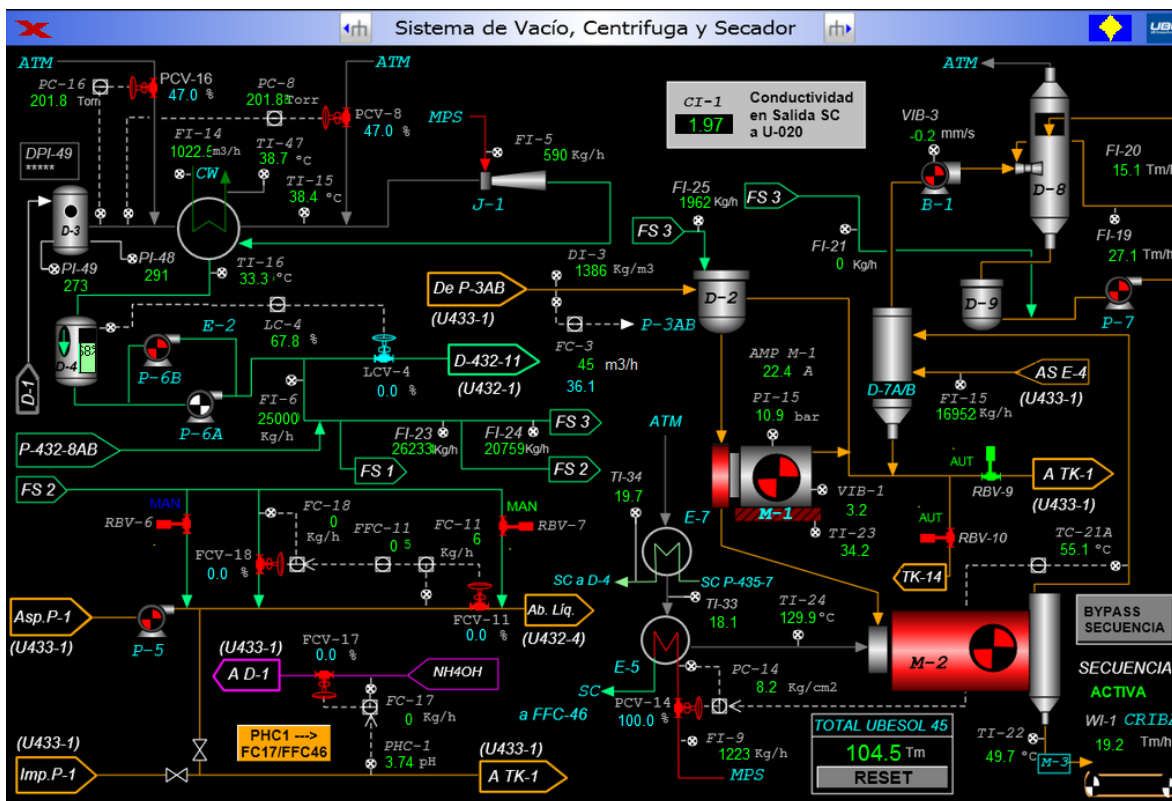 Sistema de Vacío, Centrifuga y Secador
ATM
PC-16
201.8 Torr
PCV-16
47.0 %
PC-8
201.8 Torr
ATM
PCV-8
47.0 %
MPS
FI-5
590 Kg/h
J-1
CI-1
1.97
Conductividad
en Salida SC
a U-020
ATM
VIB-3
-0.2 mm/s
B-1
D-8
FI-20
15.1 Tm/h
FI-19
27.1 Tm/h
DPI-49
*****
FI-14
1022.5 m3/h
CW
TI-47
38.7 °C
TI-15
38.4 °C
D-3
PI-49
273
PI-48
291
TI-16
33.3 °C
E-2
FI-25
1962 Kg/h
FS 3
FS 3
FI-21
0 Kg/h
D-9
P-7
DI-3
1386 Kg/m3
De P-3AB
(U433-1)
P-3AB
FC-3
45 m3/h
36.1
D-2
D-4
D-1
LC-4
67.8 %
LCV-4
0.0 %
D-432-11
(U432-1)
P-6B
P-6A
FI-6
25000
Kg/h
P-432-8AB
FI-23
26233 Kg/h
FI-24
20759 Kg/h
FS 3
FS 1
FS 2
AMP M-1
22.4 A
PI-15
10.9 bar
M-1
VIB-1
3.2
TI-23
34.2
D-7A/B
AS E-4
(U433-1)
FI-15
16952 Kg/h
AUT
RBV-9
A TK-1
(U433-1)
AUT
RBV-10
TK-14
TC-21A
55.1 °C
ATM
TI-34
19.7
E-7
SC a D-4
SC P-435-7
TI-33
18.1
TI-24
129.9 °C
E-5
SC
PC-14
8.2 Kg/cm2
PCV-14
100.0 %
FI-9
1223 Kg/h
MPS
a FFC-46
M-2
FS 2
MAN
RBV-6
FC-18
0
Kg/h
FCV-18
0.0 %
FFC-11
0 5
FC-11
6
Kg/h
MAN
RBV-7
FCV-11
0.0 %
Asp.P-1
(U433-1)
P-5
Ab. Líq.
(U432-4)
(U433-1)
A D-1
FCV-17
0.0 %
NH4OH
FC-17
0 Kg/h
PHC1 --->
FC17/FFC46
PHC-1
3.74 pH
(U433-1)
Imp.P-1
(U433-1)
A TK-1
TOTAL UBESOL 45
104.5 Tm
RESET
BYPASS
SECUENCIA
SECUENCIA
ACTIVA
WI-1 CRIBA
19.2 Tm/h
TI-22
49.7 °C
M-3